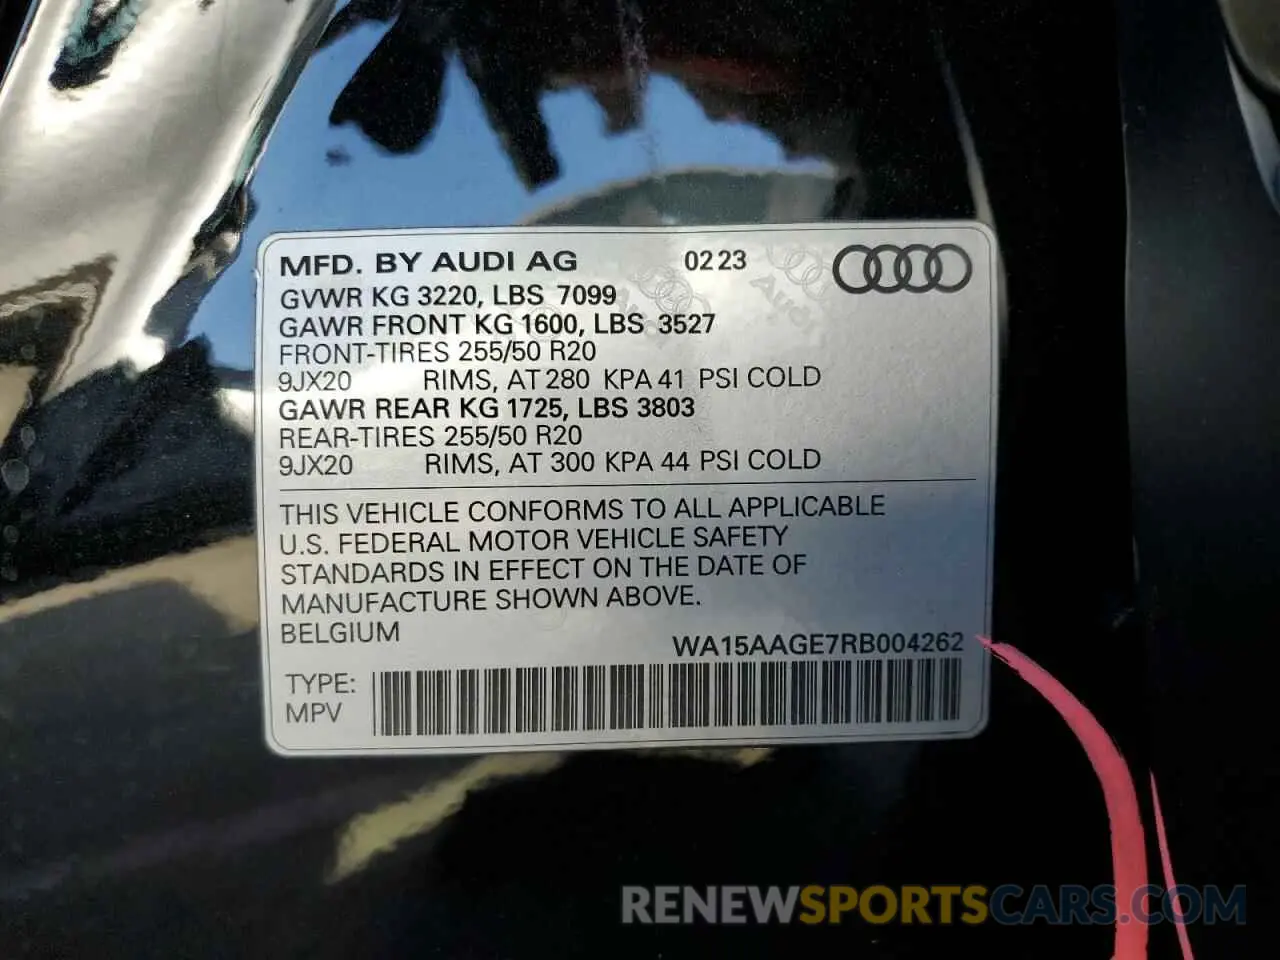 MFD. BY AUDI AG 02 23
GVWR KG 3220, LBS 7099
GAWR FRONT KG 1600, LBS 3527
FRONT-TIRES 255/50 R20
9JX20 RIMS, AT 280 KPA 41 PSI COLD
GAWR REAR KG 1725, LBS 3803
REAR-TIRES 255/50 R20
9JX20 RIMS, AT 300 KPA 44 PSI COLD
THIS VEHICLE CONFORMS TO ALL APPLICABLE
U.S. FEDERAL MOTOR VEHICLE SAFETY
STANDARDS IN EFFECT ON THE DATE OF
MANUFACTURE SHOWN ABOVE.
BELGIUM
WA15AAGE7RB004262
TYPE:
MPV
Audi
Audi
RENEWSPORTSCARS.COM